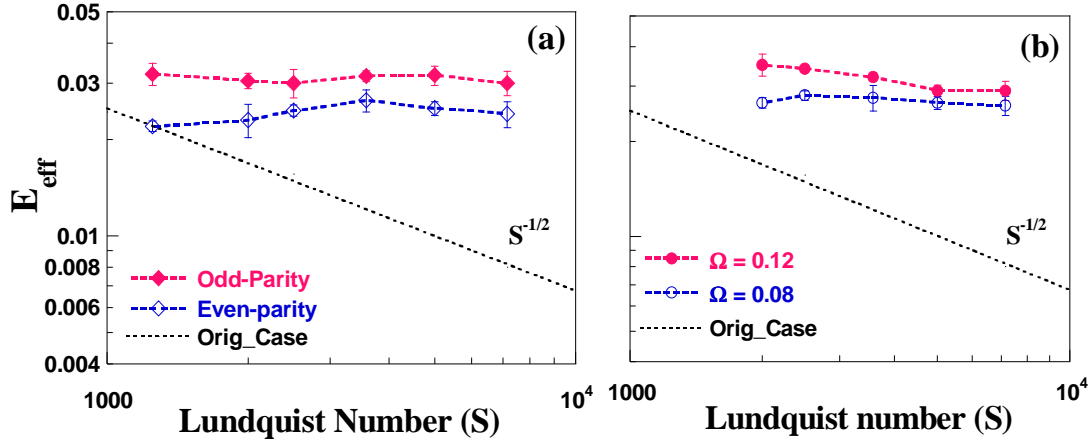 0.05
(a)
0.03
E_eff
S^-1/2
0.01
0.008
0.006
0.004
Odd-Parity
Even-parity
Orig_Case
1000
10^4
Lundquist Number (S)
(b)
S^-1/2
Ω = 0.12
Ω = 0.08
Orig_Case
1000
10^4
Lundquist number (S)